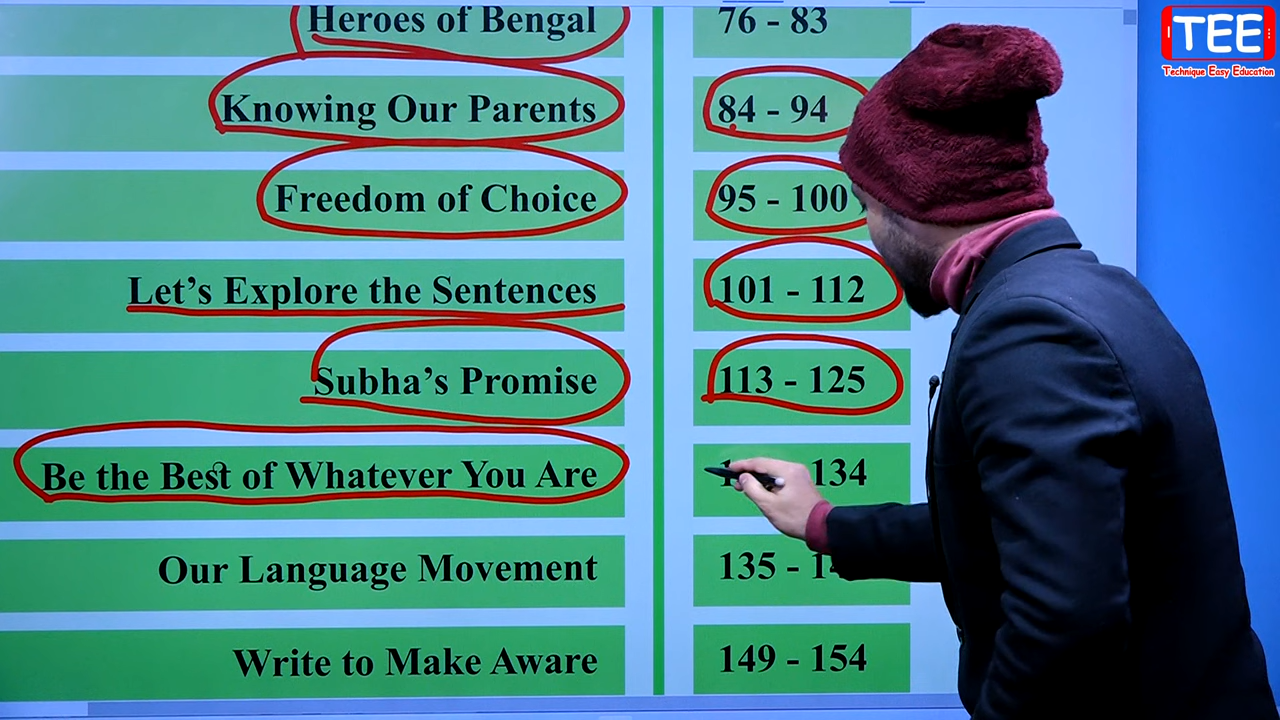 TEE
Technique Easy Education
Heroes of Bengal 76 - 83
Knowing Our Parents 84 - 94
Freedom of Choice 95 - 100
Let's Explore the Sentences 101 - 112
Subha's Promise 113 - 125
Be the Best of Whatever You Are 134
Our Language Movement 135 -
Write to Make Aware 149 - 154